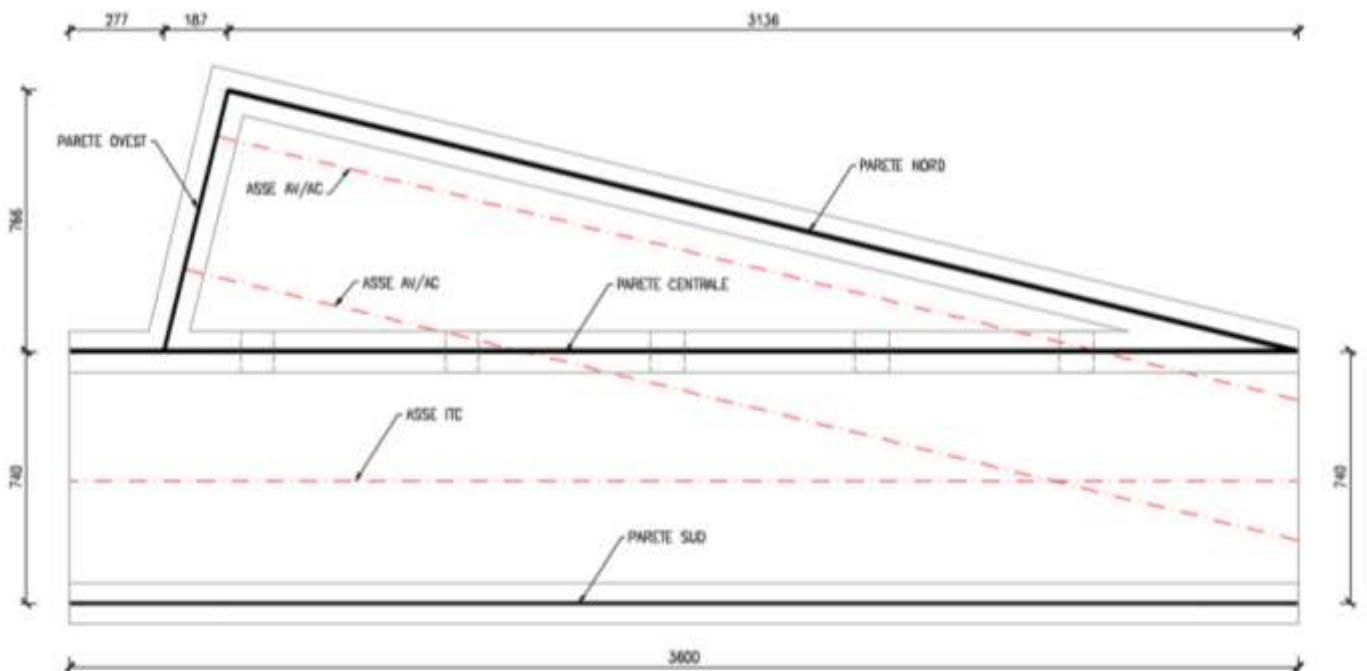 277 187 3136
PARETE OVEST
PARETE NORD
ASSE AV/AC
766
ASSE AV/AC
PARETE CENTRALE
ASSE ITC
740
740
PARETE SUD
3600